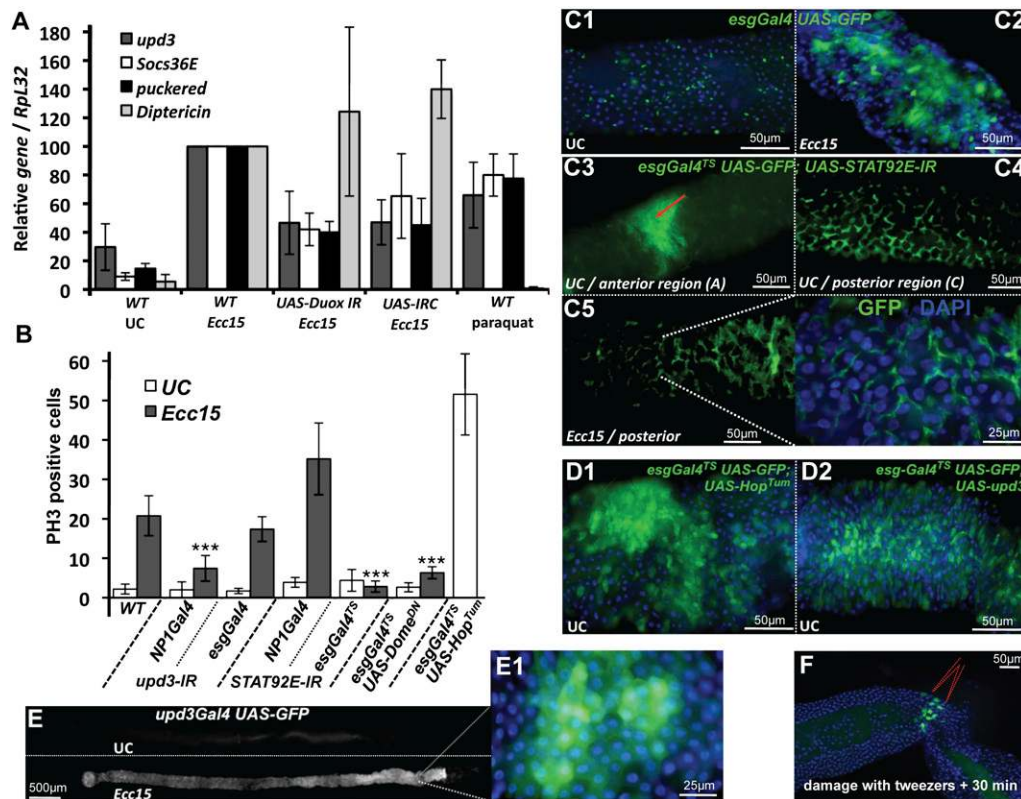 A
Relative gene / RpL32
180
160
140
120
100
80
60
40
20
0
upd3
Socs36E
puckered
Diptericin
WT
UC
WT
Ecc15
UAS-Duox IR
Ecc15
UAS-IRC
Ecc15
WT
paraquat
B
PH3 positive cells
60
50
40
30
20
10
0
UC
Ecc15
***
***
***
WT
NP1Gal4
esgGal4
upd3-IR
NP1Gal4
esgGal4TS
STAT92E-IR
esgGal4TS
UAS-DomeDN
esgGal4TS
UAS-HopTum
C1
esgGal4 UAS-GFP
C2
UC
50µm
Ecc15
50µm
C3
esgGal4TS UAS-GFP; UAS-STAT92E-IR
C4
UC / anterior region (A)
50µm
UC / posterior region (C)
50µm
C5
GFP
DAPI
Ecc15 / posterior
50µm
25µm
D1
esgGal4TS UAS-GFP;
UAS-HopTum
UC
50µm
D2
esg-Gal4TS UAS-GFP;
UAS-upd3
UC
50µm
E
upd3Gal4 UAS-GFP
UC
500µm
Ecc15
E1
25µm
F
50µm
damage with tweezers + 30 min